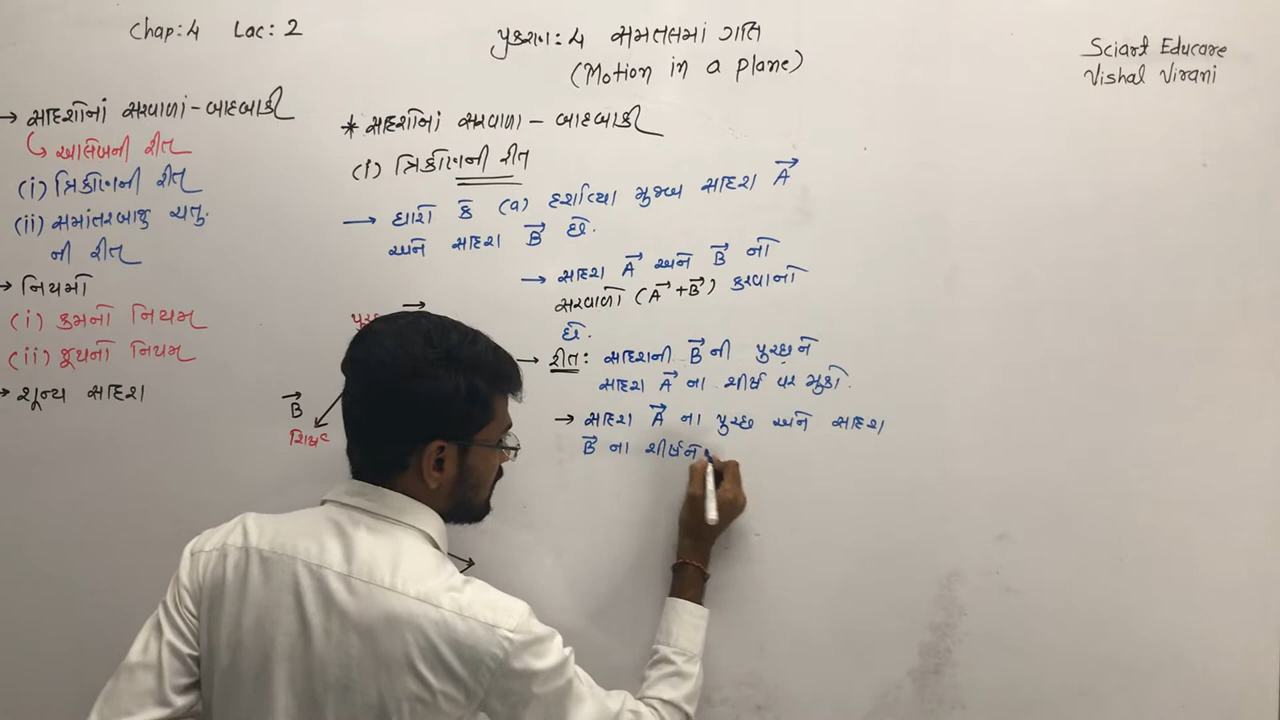 Chap: 4 Lac: 2
પ્રકરણ: 4 સમતલમાં ગતિ
(Motion in a plane)
Sciart Educare
Vishal Virani
→ સદિશોનાં સરવાળા - બાદબાકી
↳ આલેખની રીત
(i) ત્રિકોણની રીત
(ii) સમાંતરબાજુ ચતુ.
ની રીત
→ નિયમો
(i) ક્રમનો નિયમ
(ii) જૂથનો નિયમ
→ શૂન્ય સદિશ
* સદિશોનાં સરવાળા - બાદબાકી
(i) ત્રિકોણની રીત
→ ધારો કે (a) દર્શાવ્યા મુજબ સદિશ A⃗
અને સદિશ B⃗ છે.
→ સદિશ A⃗ અને B⃗ નો
સરવાળો (A⃗ + B⃗) કરવાનો
છે.
→ રીત: સદિશની B⃗ ની પુચ્છને
સદિશ A⃗ ના શીર્ષ પર મુકો.
→ સદિશ A⃗ ના પુચ્છ અને સદિશ
B⃗ ના શીર્ષને
B⃗